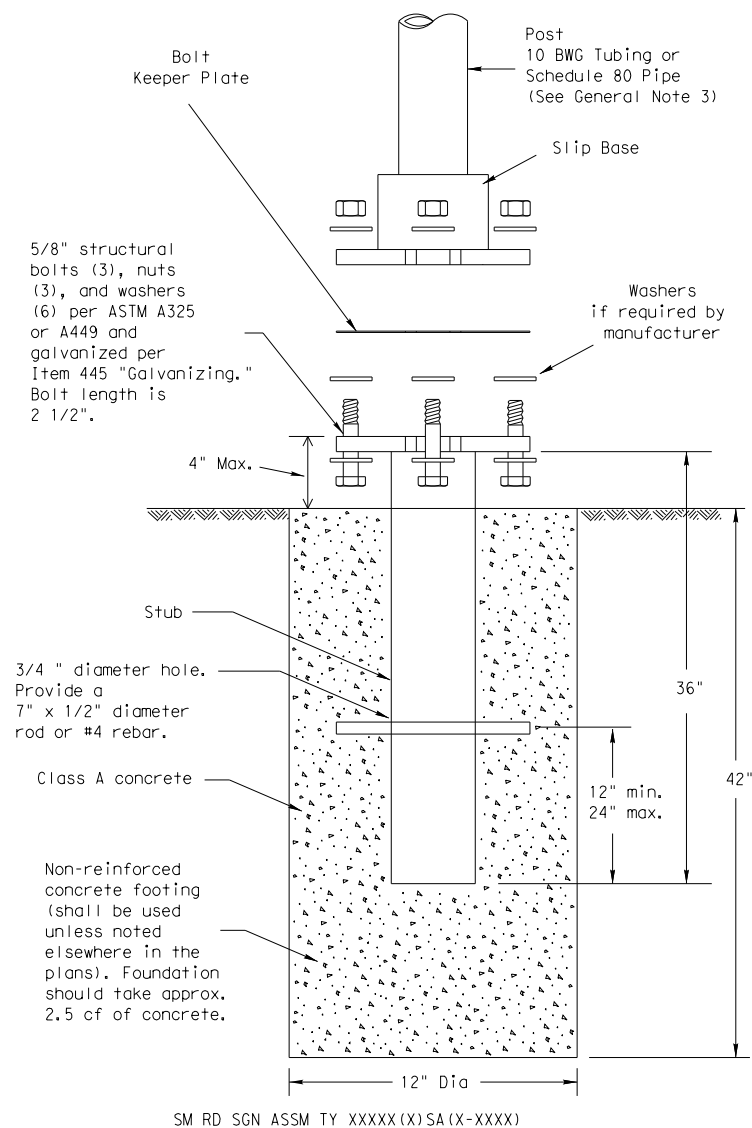 Bolt
Keeper Plate
Post
10 BWG Tubing or
Schedule 80 Pipe
(See General Note 3)
Slip Base
5/8" structural
bolts (3), nuts
(3), and washers
(6) per ASTM A325
or A449 and
galvanized per
Item 445 "Galvanizing."
Bolt length is
2 1/2".
Washers
if required by
manufacturer
4" Max.
Stub
3/4 " diameter hole.
Provide a
7" x 1/2" diameter
rod or #4 rebar.
36"
Class A concrete
12" min.
24" max.
42"
Non-reinforced
concrete footing
(shall be used
unless noted
elsewhere in the
plans). Foundation
should take approx.
2.5 cf of concrete.
12" Dia
SM RD SGN ASSM TY XXXXX(X)SA(X-XXXX)